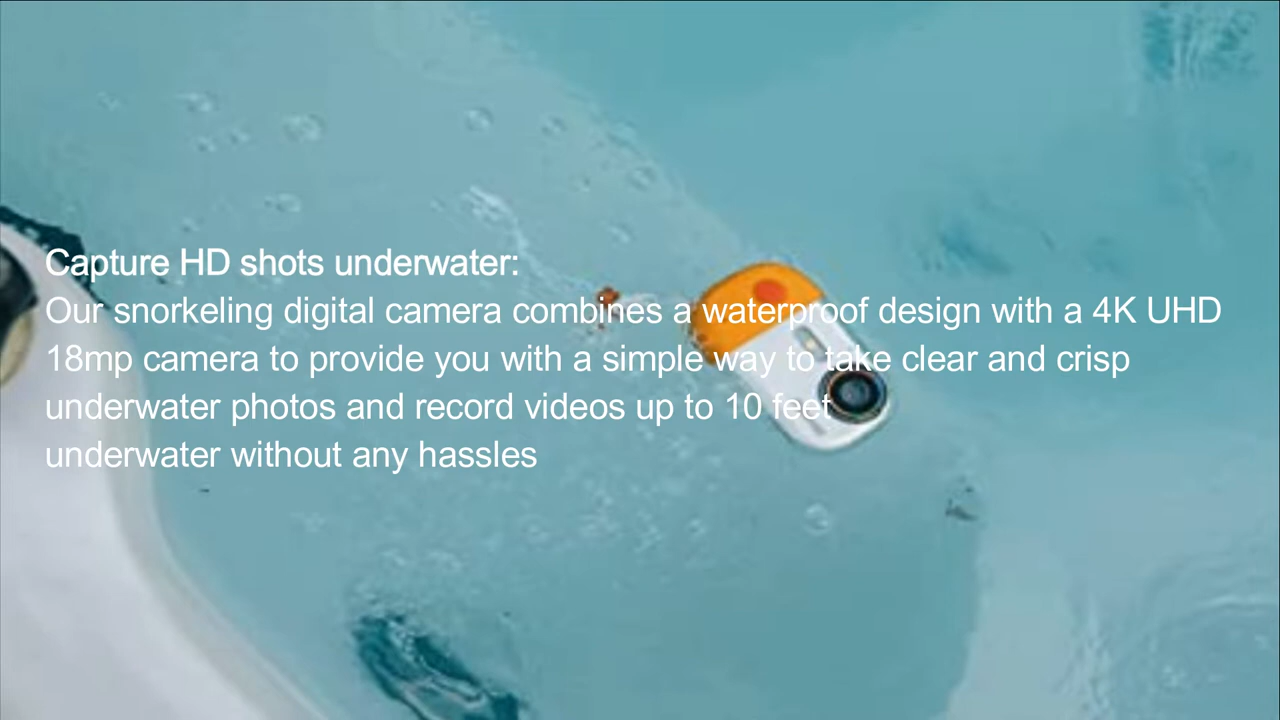 Capture HD shots underwater:
Our snorkeling digital camera combines a waterproof design with a 4K UHD
18mp camera to provide you with a simple way to take clear and crisp
underwater photos and record videos up to 10 feet
underwater without any hassles